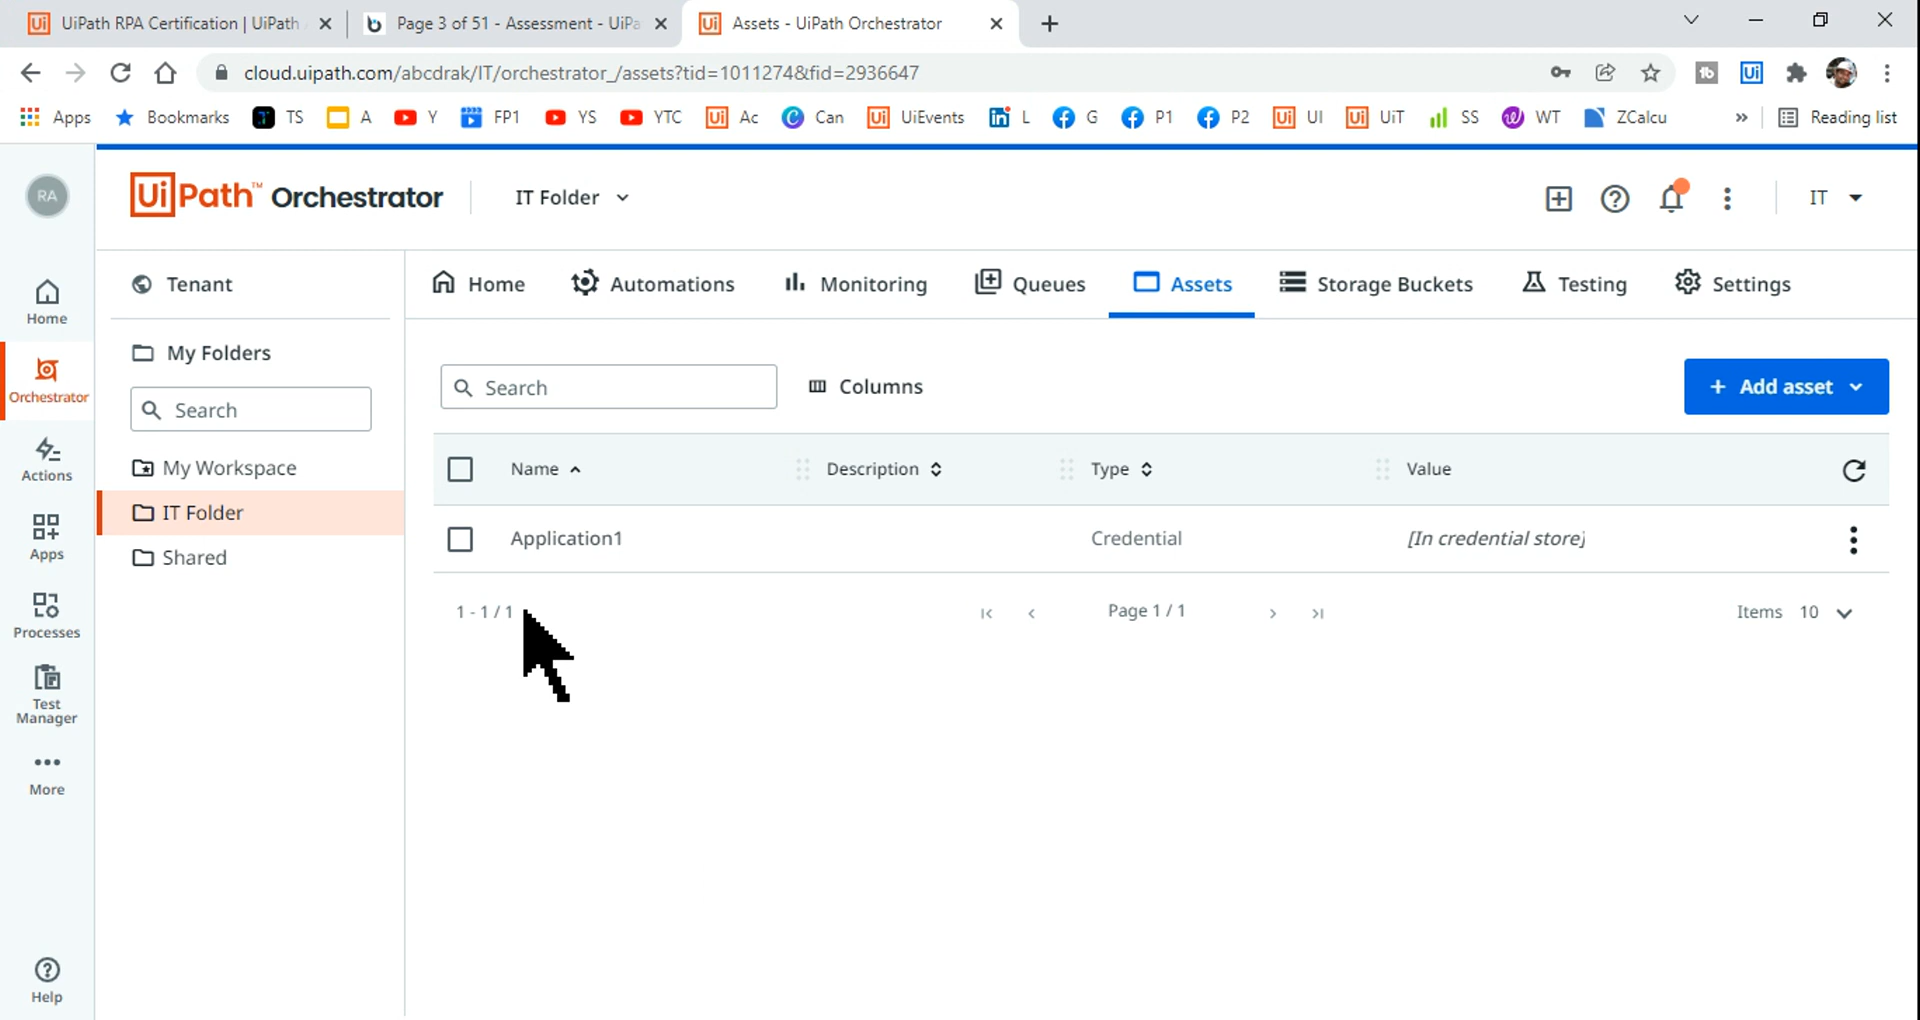 UiPath RPA Certification | UiPath
Page 3 of 51 - Assessment - UiPa
Assets - UiPath Orchestrator
cloud.uipath.com/abcdrak/IT/orchestrator_/assets?tid=1011274&fid=2936647
Apps
Bookmarks
TS
A
Y
FP1
YS
YTC
Ac
Can
UiEvents
L
G
P1
P2
UI
UiT
SS
WT
ZCalcu
Reading list
RA
Home
Orchestrator
Actions
Apps
Processes
Test
Manager
More
Help
UiPath™ Orchestrator
IT Folder
IT
Tenant
My Folders
Search
My Workspace
IT Folder
Shared
Home
Automations
Monitoring
Queues
Assets
Storage Buckets
Testing
Settings
Search
Columns
+ Add asset
Name
Description
Type
Value
Application1
Credential
[In credential store]
1 - 1 / 1
Page 1 / 1
Items 10